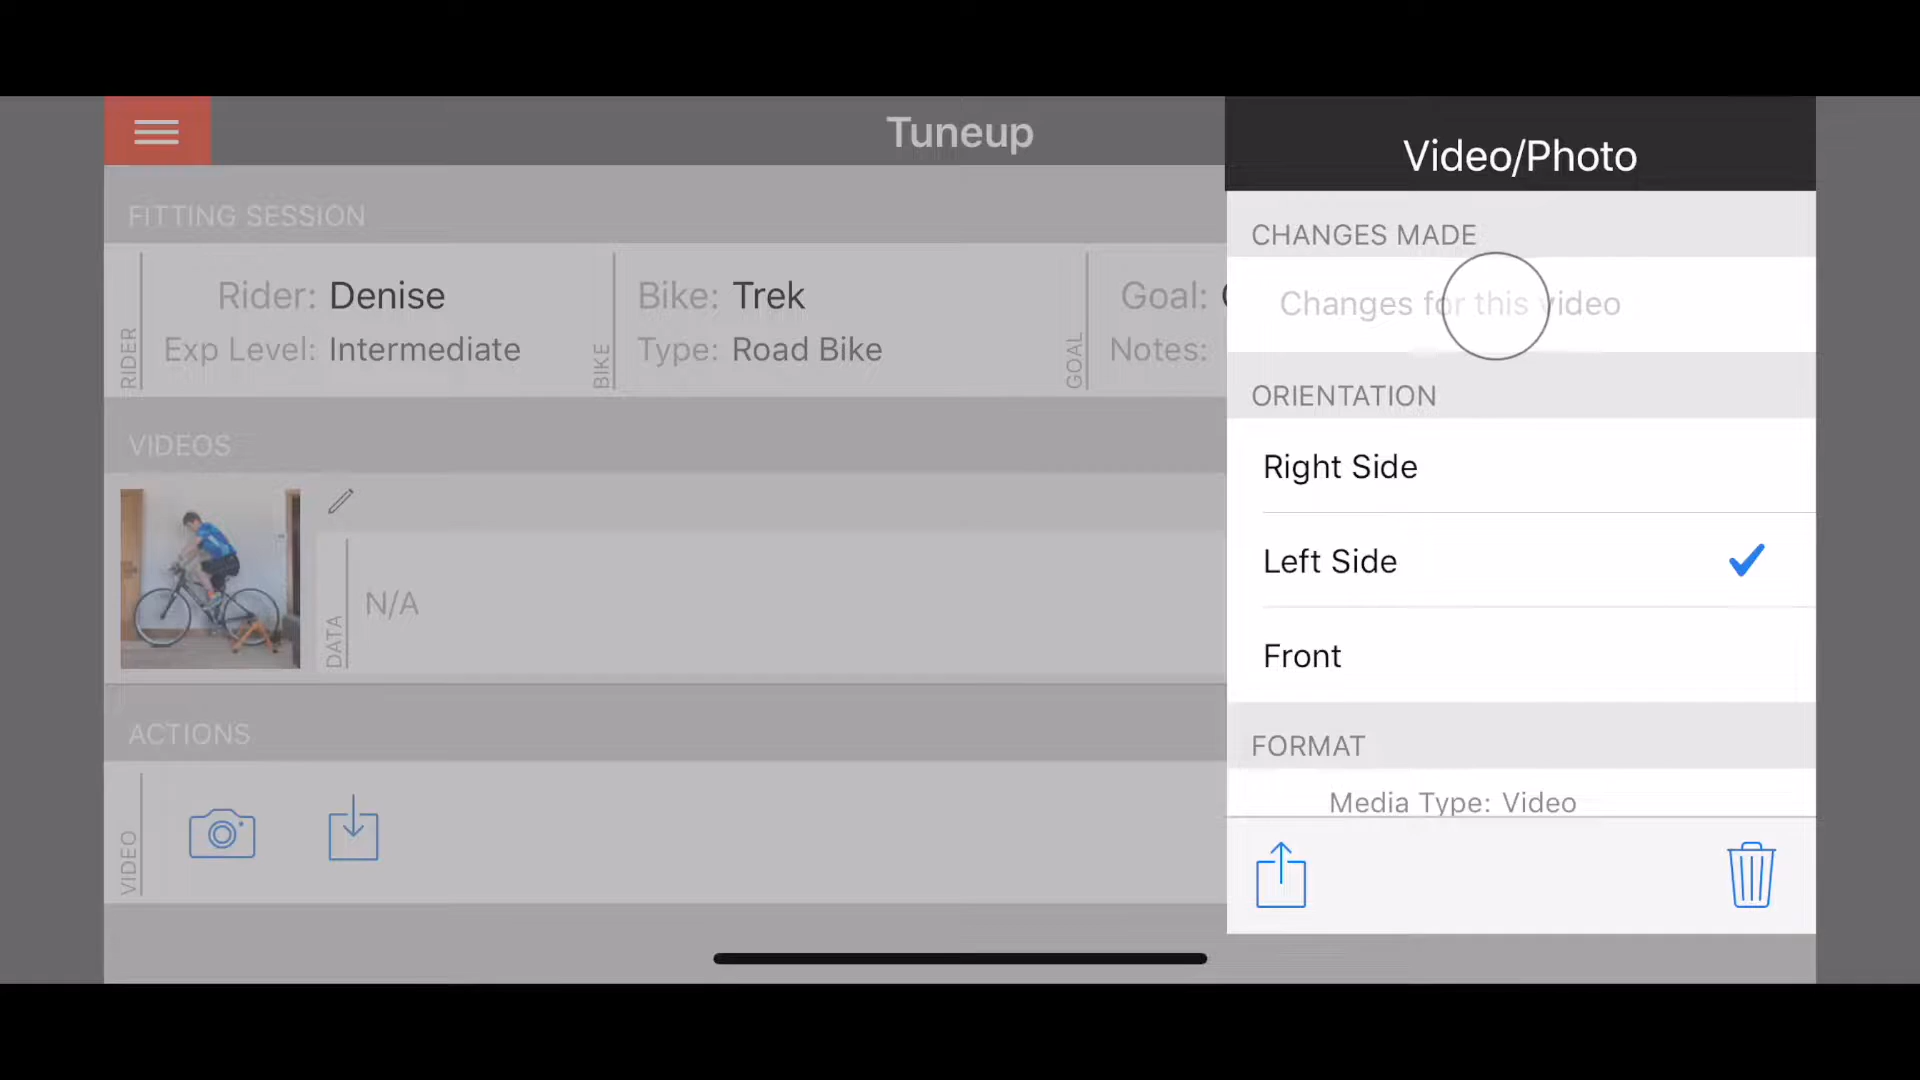 Tuneup
FITTING SESSION
RIDER
Rider: Denise
Exp Level: Intermediate
BIKE
Bike: Trek
Type: Road Bike
GOAL
Goal:
Notes:
VIDEOS
DATA
N/A
ACTIONS
VIDEO
Video/Photo
CHANGES MADE
Changes for this video
ORIENTATION
Right Side
Left Side
Front
FORMAT
Media Type: Video